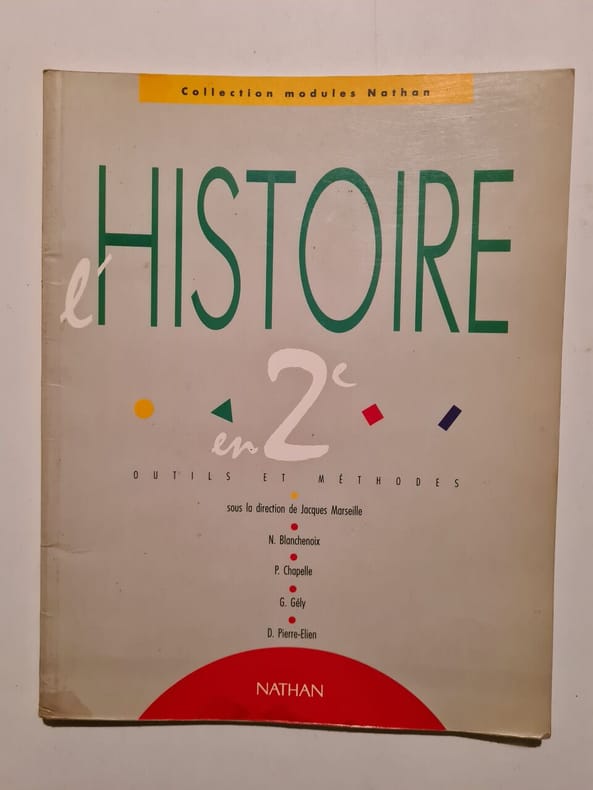 Collection modules Nathan
l'HISTOIRE
en 2e
OUTILS ET MÉTHODES
sous la direction de Jacques Marseille
N. Blanchenoix
P. Chapelle
G. Gély
D. Pierre-Elien
NATHAN